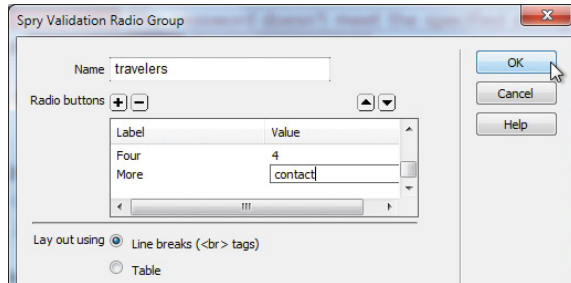 Spry Validation Radio Group
Name travelers
OK
Radio buttons
Cancel
Label Value
Help
Four 4
More contact
Lay out using Line breaks (<br> tags)
Table